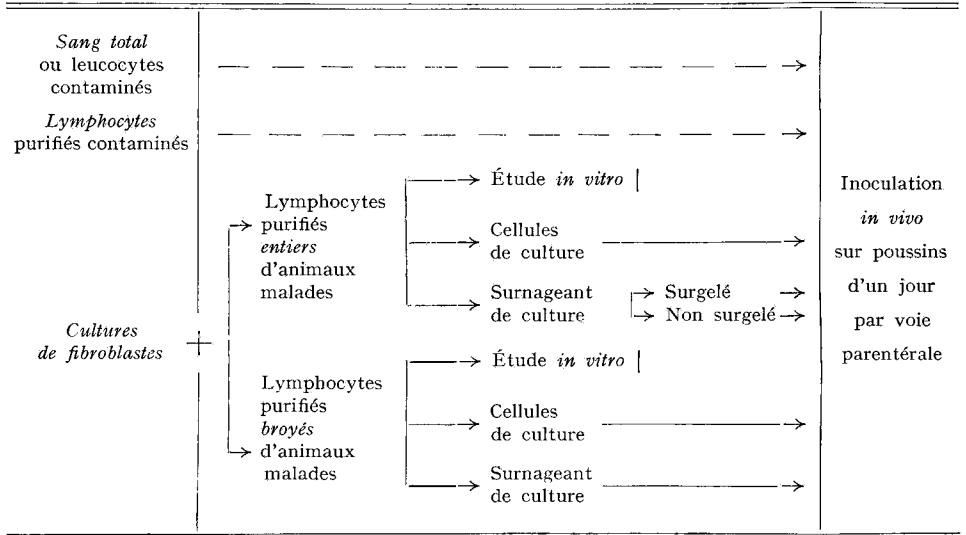 Sang total
ou leucocytes
contaminés
Lymphocytes
purifiés contaminés
Cultures
de fibroblastes
+
Lymphocytes
purifiés
entiers
d'animaux
malades
Étude in vitro
Cellules
de culture
Surnageant
de culture
Surgelé
Non surgelé
Lymphocytes
purifiés
broyés
d'animaux
malades
Étude in vitro
Cellules
de culture
Surnageant
de culture
Inoculation
in vivo
sur poussins
d'un jour
par voie
parentérale